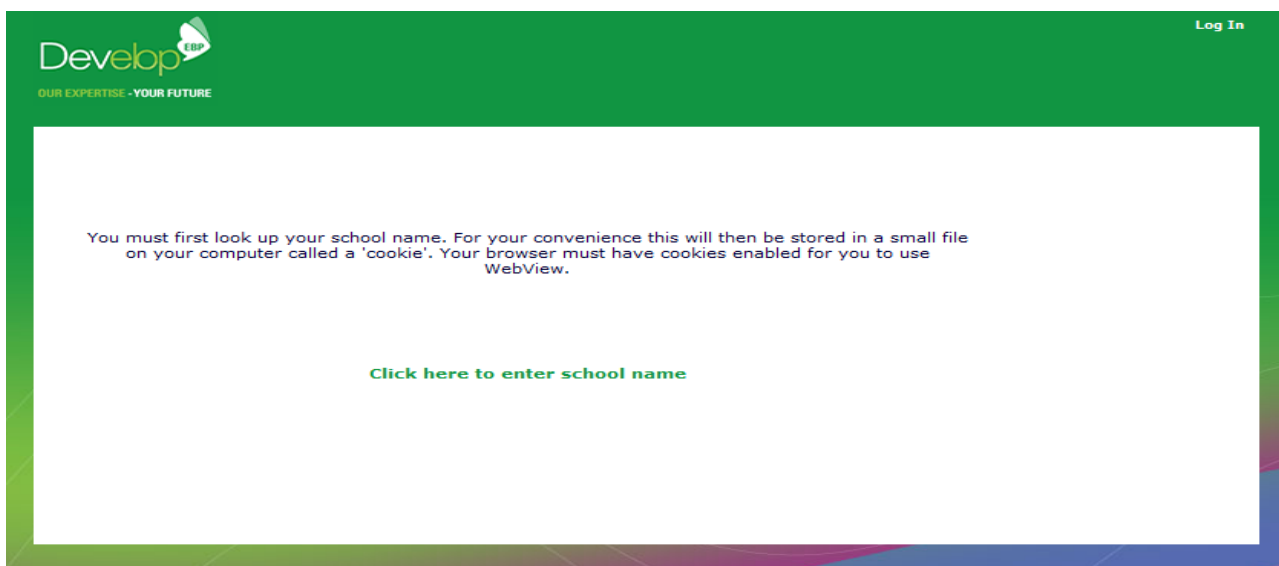 Log In
Develop EBP
OUR EXPERTISE - YOUR FUTURE
You must first look up your school name. For your convenience this will then be stored in a small file
on your computer called a 'cookie'. Your browser must have cookies enabled for you to use
WebView.
Click here to enter school name